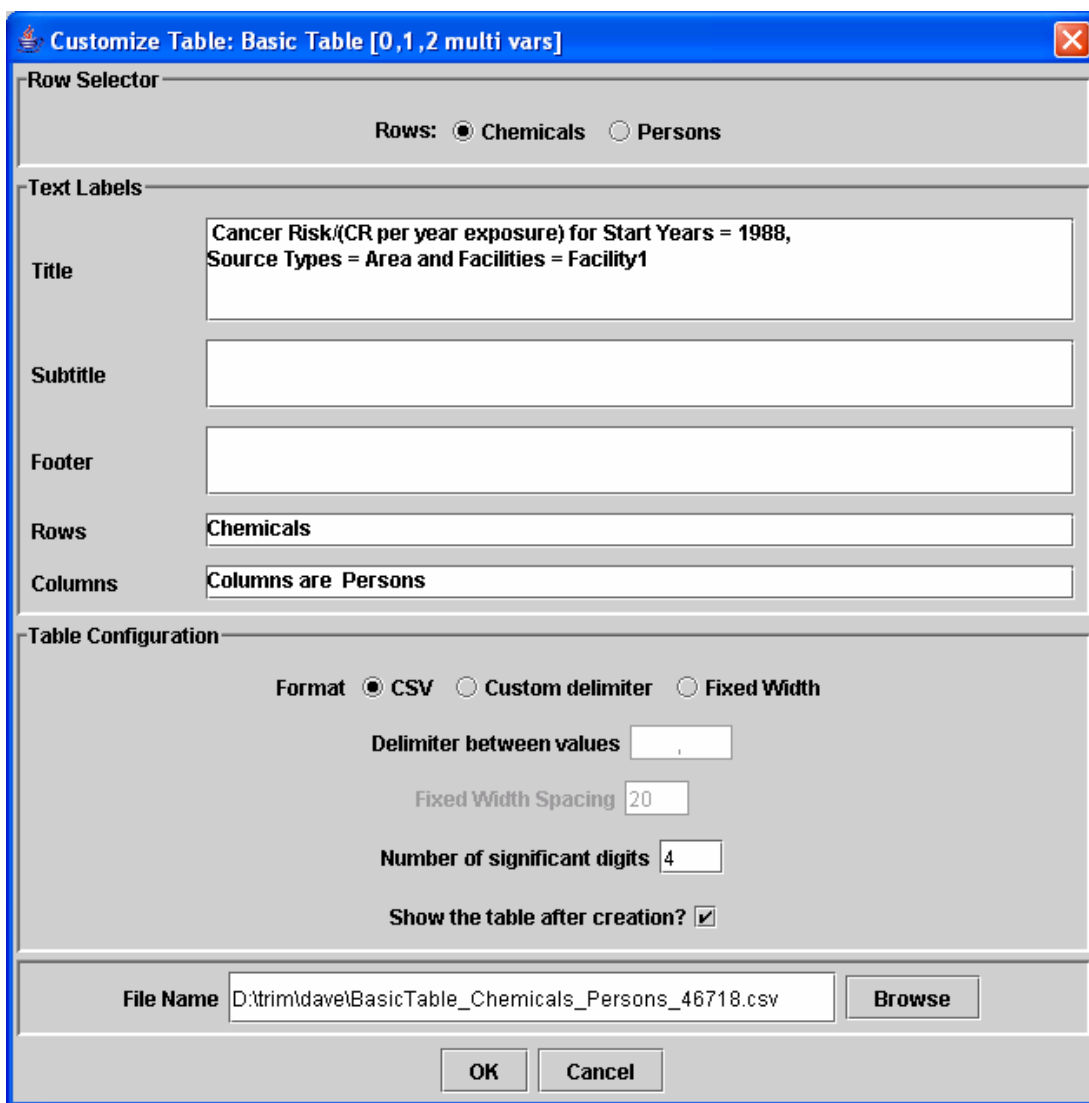 Customize Table: Basic Table [0,1,2 multi vars]
Row Selector
Rows: Chemicals Persons
Text Labels
Title
Cancer Risk/(CR per year exposure) for Start Years = 1988,
Source Types = Area and Facilities = Facility1
Subtitle
Footer
Rows Chemicals
Columns Columns are  Persons
Table Configuration
Format CSV Custom delimiter Fixed Width
Delimiter between values ,
Fixed Width Spacing 20
Number of significant digits 4
Show the table after creation?
File Name D:\trim\dave\BasicTable_Chemicals_Persons_46718.csv Browse
OK Cancel